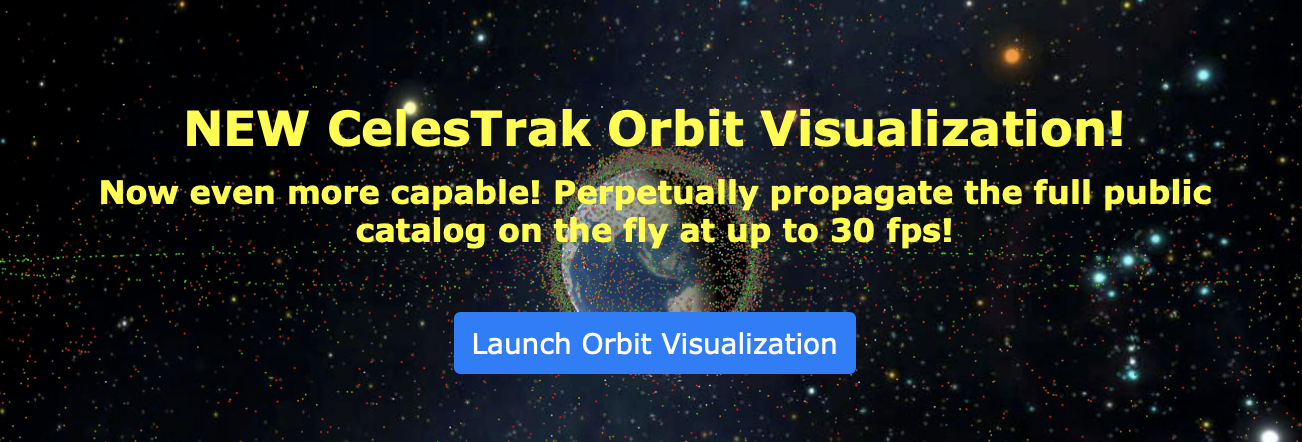 NEW CelesTrak Orbit Visualization!
Now even more capable! Perpetually propagate the full public
catalog on the fly at up to 30 fps!
Launch Orbit Visualization